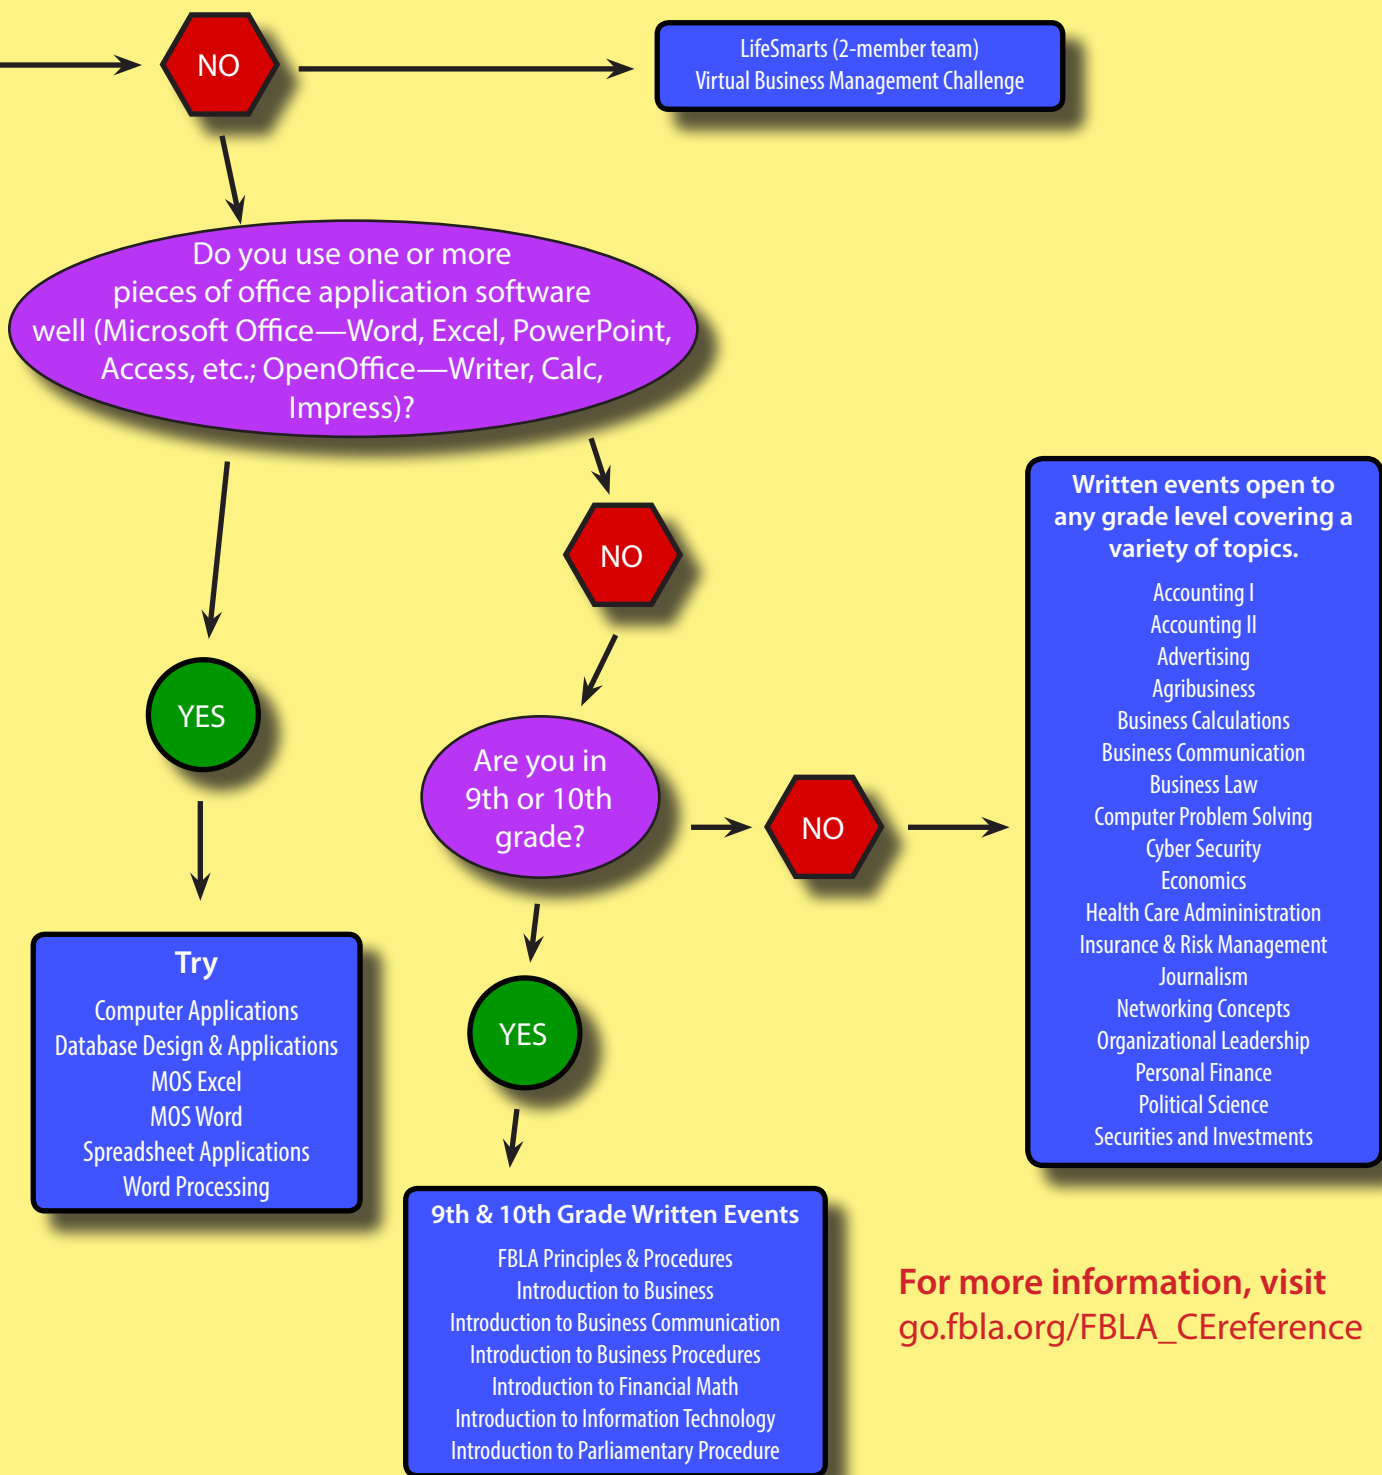 NO
LifeSmarts (2-member team)
Virtual Business Management Challenge
Do you use one or more
pieces of office application software
well (Microsoft Office—Word, Excel, PowerPoint,
Access, etc.; OpenOffice—Writer, Calc,
Impress)?
NO
YES
Are you in
9th or 10th
grade?
NO
Written events open to
any grade level covering a
variety of topics.
Accounting I
Accounting II
Advertising
Agribusiness
Business Calculations
Business Communication
Business Law
Computer Problem Solving
Cyber Security
Economics
Health Care Admininistration
Insurance & Risk Management
Journalism
Networking Concepts
Organizational Leadership
Personal Finance
Political Science
Securities and Investments
Try
Computer Applications
Database Design & Applications
MOS Excel
MOS Word
Spreadsheet Applications
Word Processing
YES
9th & 10th Grade Written Events
FBLA Principles & Procedures
Introduction to Business
Introduction to Business Communication
Introduction to Business Procedures
Introduction to Financial Math
Introduction to Information Technology
Introduction to Parliamentary Procedure
For more information, visit
go.fbla.org/FBLA_CEreference